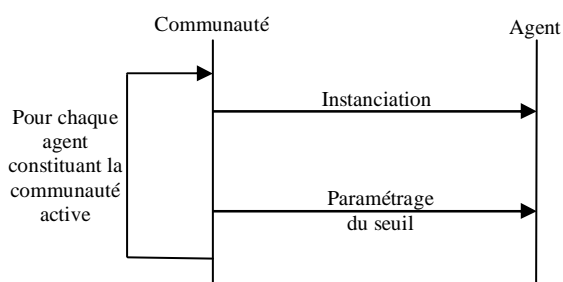 Communauté
Agent
Instanciation
Pour chaque
agent
constituant la
communauté
active
Paramétrage
du seuil